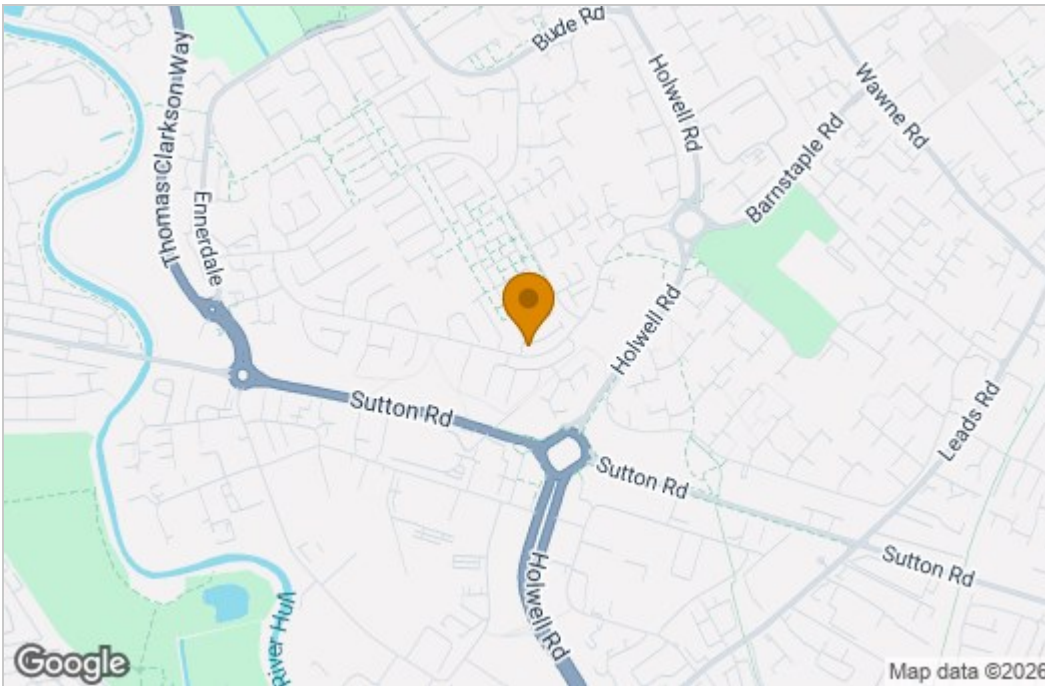 Bude Rd
Holwell Rd
Wawne Rd
Thomas Clarkson Way
Barnstaple Rd
Ennerdale
Holwell Rd
Sutton Rd
Leads Rd
Sutton Rd
Sutton Rd
Holwell Rd
River Hull
Google
Map data ©2026